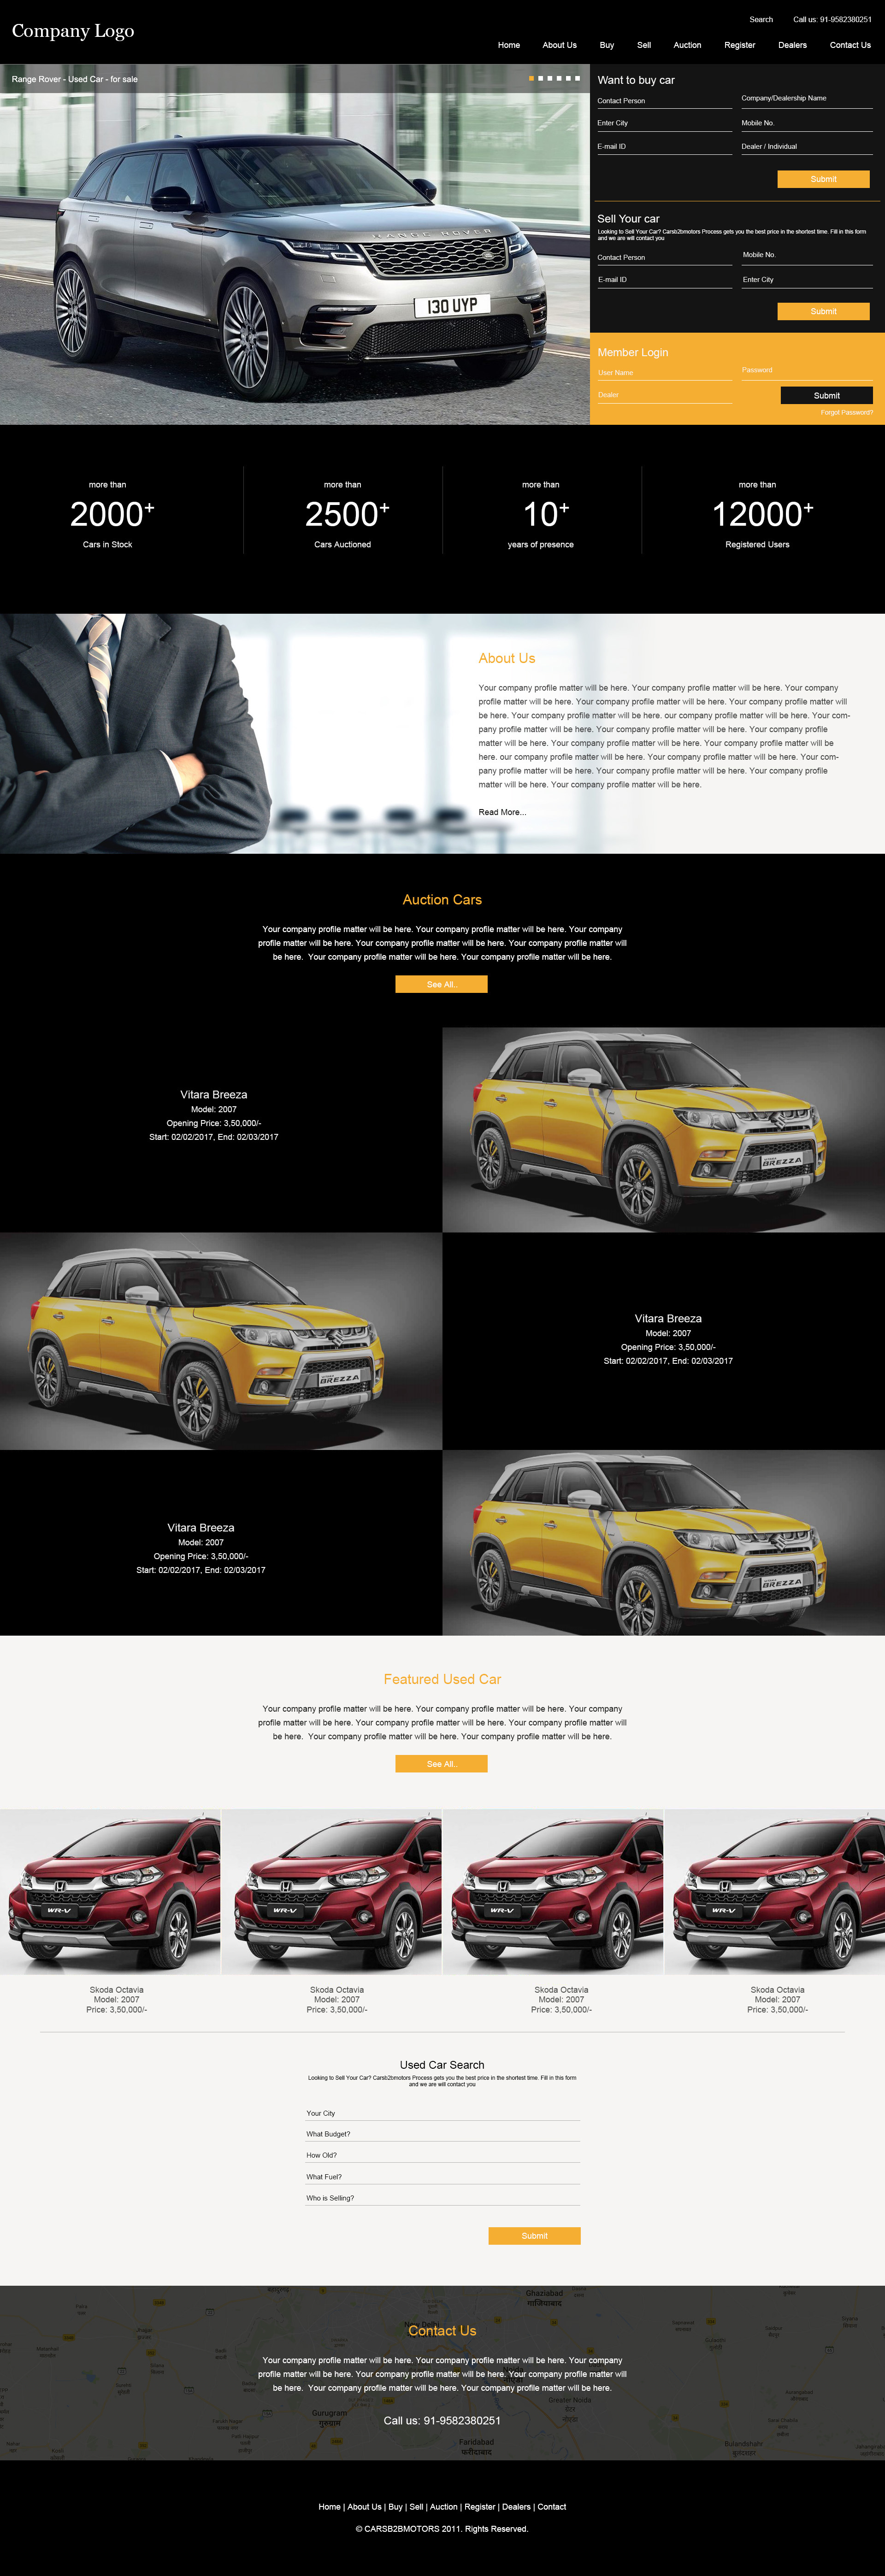 Company Logo
Search
Call us: 91-9582380251
Home
About Us
Buy
Sell
Auction
Register
Dealers
Contact Us
Range Rover - Used Car - for sale
RANGE ROVER
130 UYP
Want to buy car
Contact Person
Company/Dealership Name
Enter City
Mobile No.
E-mail ID
Dealer / Individual
Submit
Sell Your car
Looking to Sell Your Car? Carsb2bmotors Process gets you the best price in the shortest time. Fill in this form
and we are will contact you
Contact Person
Mobile No.
E-mail ID
Enter City
Submit
Member Login
User Name
Password
Dealer
Submit
Forgot Password?
more than
2000+
Cars in Stock
more than
2500+
Cars Auctioned
more than
10+
years of presence
more than
12000+
Registered Users
About Us
Your company profile matter will be here. Your company profile matter will be here. Your company
profile matter will be here. Your company profile matter will be here. Your company profile matter will
be here. Your company profile matter will be here. our company profile matter will be here. Your com-
pany profile matter will be here. Your company profile matter will be here. Your company profile
matter will be here. Your company profile matter will be here. Your company profile matter will be
here. our company profile matter will be here. Your company profile matter will be here. Your com-
pany profile matter will be here. Your company profile matter will be here. Your company profile
matter will be here. Your company profile matter will be here.
Read More...
Auction Cars
Your company profile matter will be here. Your company profile matter will be here. Your company
profile matter will be here. Your company profile matter will be here. Your company profile matter will
be here.  Your company profile matter will be here. Your company profile matter will be here.
See All..
Vitara Breeza
Model: 2007
Opening Price: 3,50,000/-
Start: 02/02/2017, End: 02/03/2017
BREZZA
BREZZA
Vitara Breeza
Model: 2007
Opening Price: 3,50,000/-
Start: 02/02/2017, End: 02/03/2017
Vitara Breeza
Model: 2007
Opening Price: 3,50,000/-
Start: 02/02/2017, End: 02/03/2017
BREZZA
Featured Used Car
Your company profile matter will be here. Your company profile matter will be here. Your company
profile matter will be here. Your company profile matter will be here. Your company profile matter will
be here.  Your company profile matter will be here. Your company profile matter will be here.
See All..
WR-V
WR-V
WR-V
WR-V
Skoda Octavia
Model: 2007
Price: 3,50,000/-
Skoda Octavia
Model: 2007
Price: 3,50,000/-
Skoda Octavia
Model: 2007
Price: 3,50,000/-
Skoda Octavia
Model: 2007
Price: 3,50,000/-
Used Car Search
Looking to Sell Your Car? Carsb2bmotors Process gets you the best price in the shortest time. Fill in this form
and we are will contact you
Your City
What Budget?
How Old?
What Fuel?
Who is Selling?
Submit
Ghaziabad
गाज़ियाबाद
New Delhi
Contact Us
Your company profile matter will be here. Your company profile matter will be here. Your company
profile matter will be here. Your company profile matter will be here. Your company profile matter will
be here.  Your company profile matter will be here. Your company profile matter will be here.
Noida
Greater Noida
Gurugram
गुरुग्राम
Call us: 91-9582380251
Faridabad
फरीदाबाद
Bulandshahr
बुलंदशहर
Home | About Us | Buy | Sell | Auction | Register | Dealers | Contact
© CARSB2BMOTORS 2011. Rights Reserved.